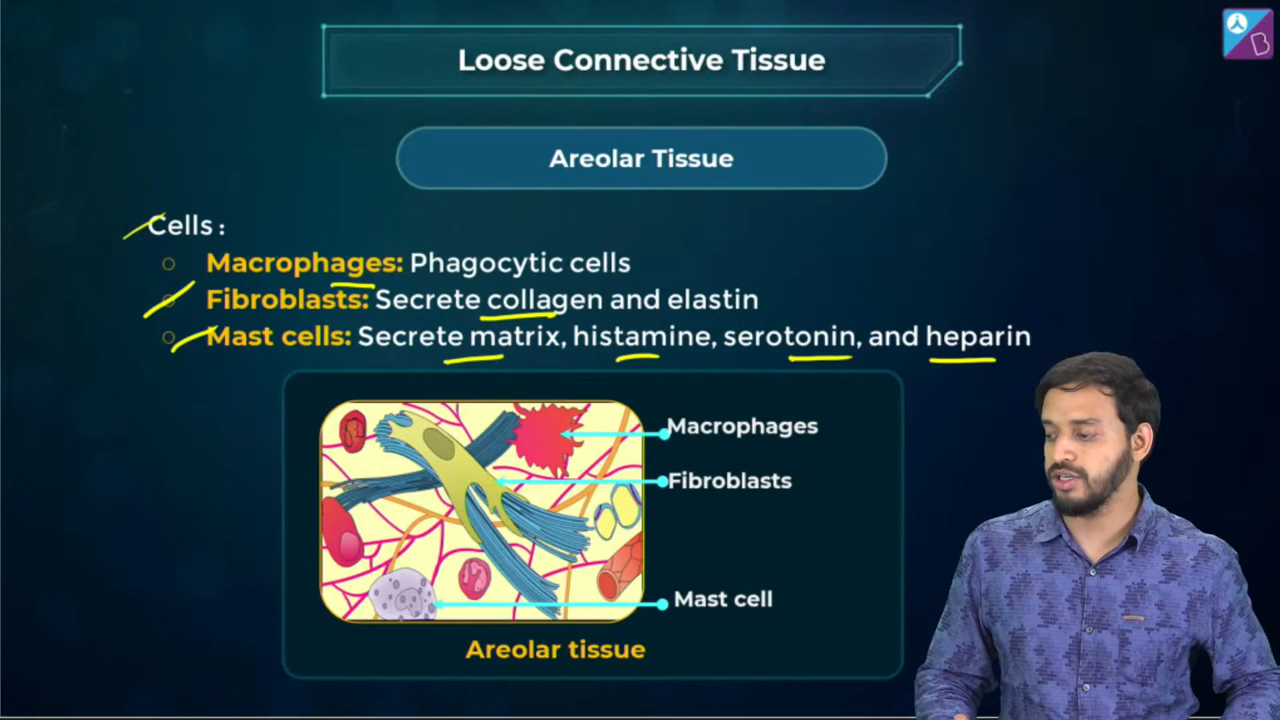 Loose Connective Tissue
Areolar Tissue
Cells :
Macrophages: Phagocytic cells
Fibroblasts: Secrete collagen and elastin
Mast cells: Secrete matrix, histamine, serotonin, and heparin
Macrophages
Fibroblasts
Mast cell
Areolar tissue
B